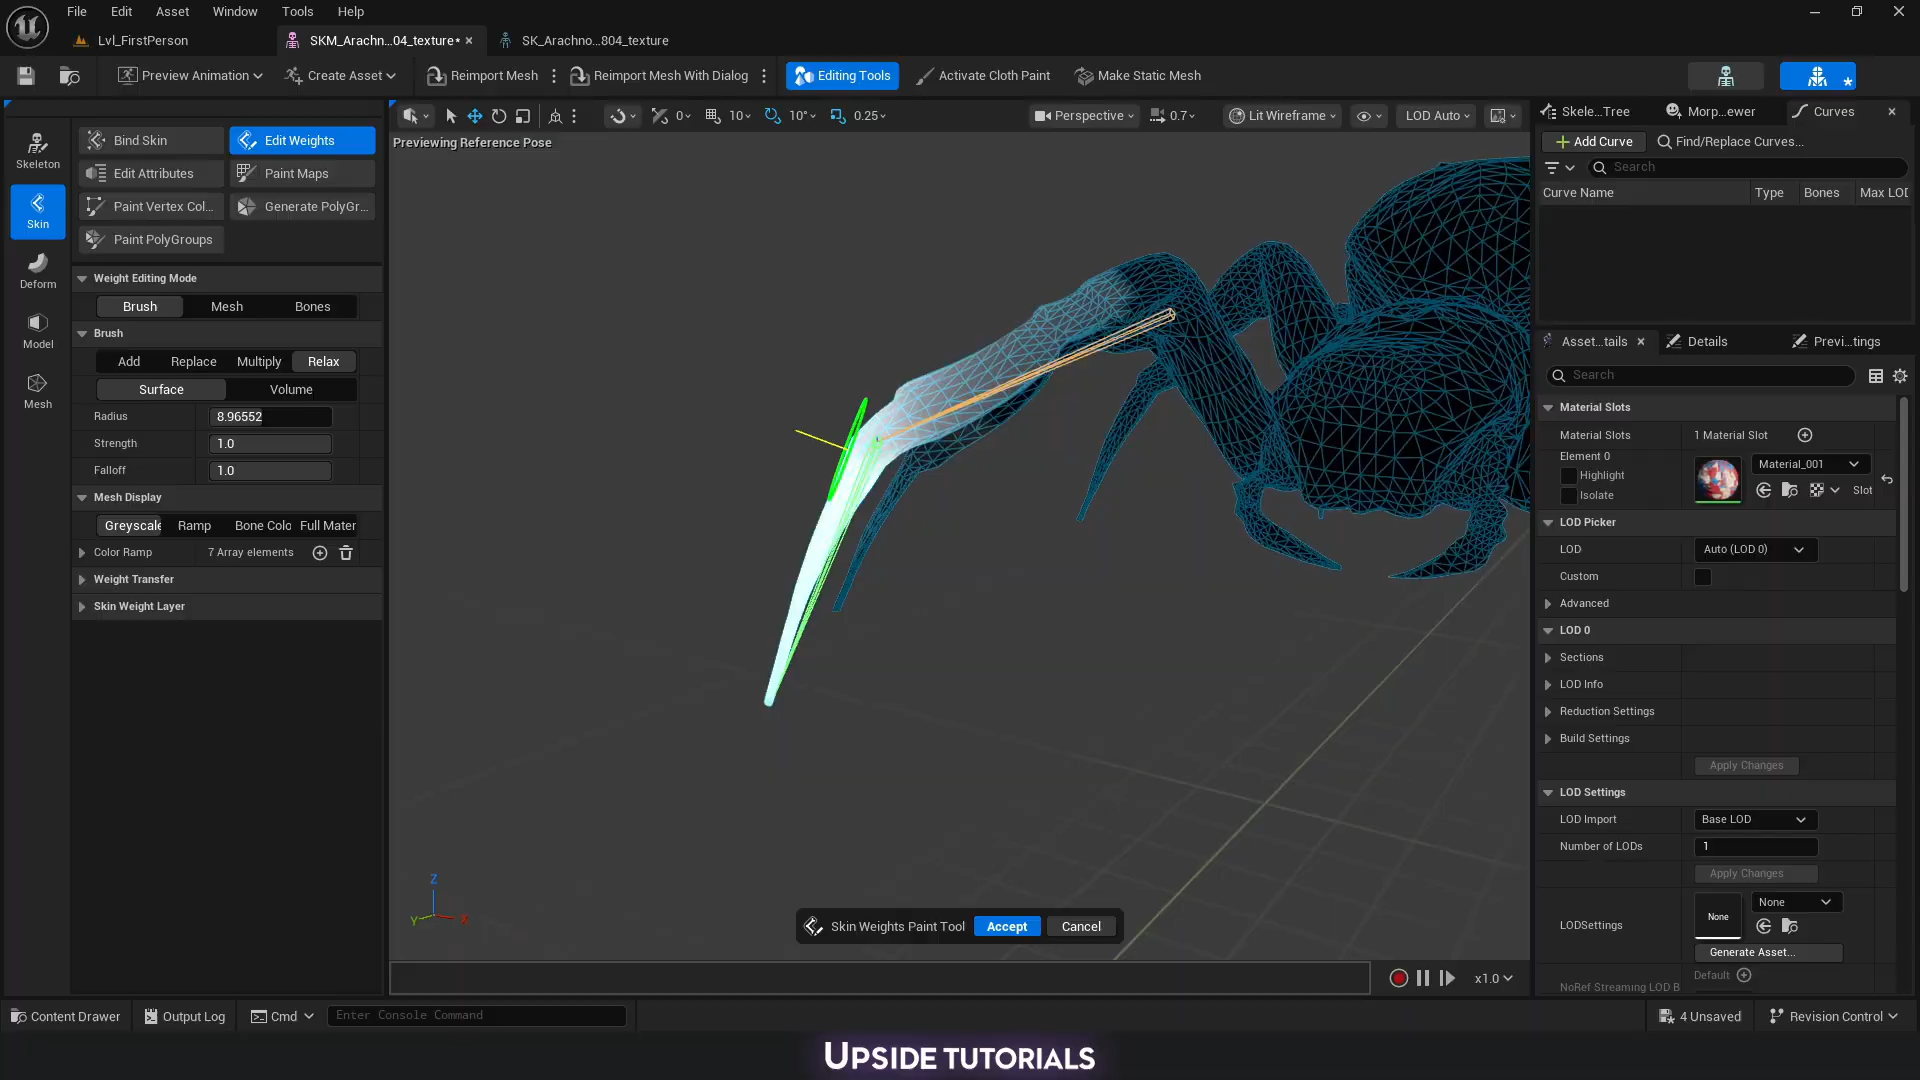 File Edit Asset Window Tools Help
Lvl_FirstPerson
SKM_Arachn...04_texture*
SK_Arachno...804_texture
Preview Animation
Create Asset
Reimport Mesh
Reimport Mesh With Dialog
Editing Tools
Activate Cloth Paint
Make Static Mesh
Skeleton
Skin
Deform
Model
Mesh
Bind Skin
Edit Weights
Edit Attributes
Paint Maps
Paint Vertex Col...
Generate PolyGr...
Paint PolyGroups
Weight Editing Mode
Brush Mesh Bones
Brush
Add Replace Multiply Relax
Surface Volume
Radius 8.96552
Strength 1.0
Falloff 1.0
Mesh Display
Greyscale Ramp Bone Colo Full Mater
Color Ramp 7 Array elements
Weight Transfer
Skin Weight Layer
0 10 10° 0.25
Perspective 0.7 Lit Wireframe LOD Auto
Previewing Reference Pose
Z
Y X
Skin Weights Paint Tool Accept Cancel
x1.0
Skele...Tree
Morp...ewer
Curves
Add Curve
Find/Replace Curves...
Search
Curve Name Type Bones Max LOD
Asset...tails
Details
Previ...tings
Search
Material Slots
Material Slots 1 Material Slot
Element 0
Highlight
Isolate
Material_001
Slot
LOD Picker
LOD Auto (LOD 0)
Custom
Advanced
LOD 0
Sections
LOD Info
Reduction Settings
Build Settings
Apply Changes
LOD Settings
LOD Import Base LOD
Number of LODs 1
Apply Changes
LODSettings
None
None
Generate Asset...
Default
NoRef Streaming LOD B
Content Drawer
Output Log
Cmd
Enter Console Command
4 Unsaved
Revision Control
UPSIDE TUTORIALS